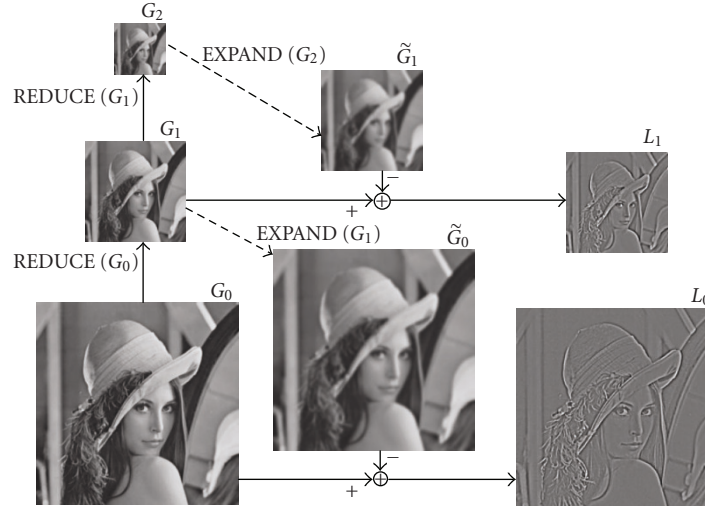 G₂
EXPAND (G₂)
G̃₁
REDUCE (G₁)
G₁
L₁
−
+
EXPAND (G₁)
G̃₀
REDUCE (G₀)
G₀
L₀
−
+